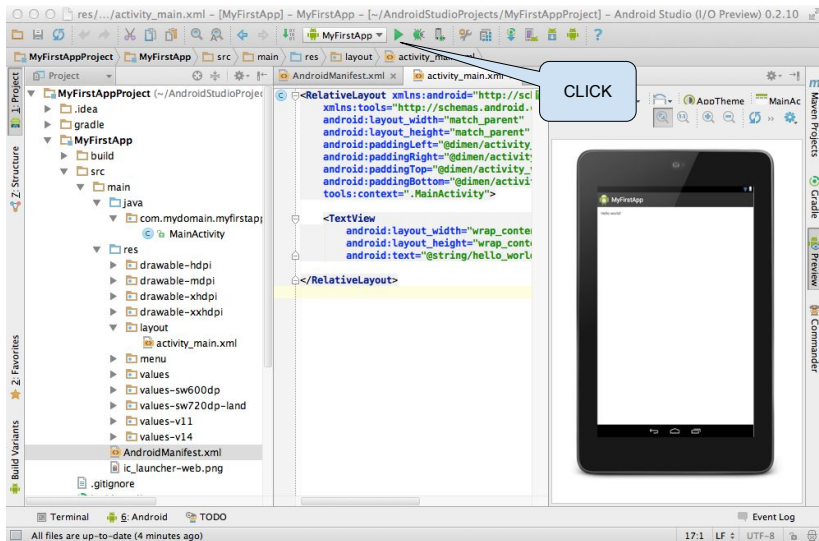 res/.../activity_main.xml - [MyFirstApp] - MyFirstApp - [~/AndroidStudioProjects/MyFirstAppProject] - Android Studio (I/O Preview) 0.2.10
MyFirstApp
MyFirstAppProject MyFirstApp src main res layout activity_main.xml
CLICK
1: Project
Z: Structure
2: Favorites
Build Variants
Project
MyFirstAppProject (~/AndroidStudioProjec
.idea
gradle
MyFirstApp
build
src
main
java
com.mydomain.myfirstapp
MainActivity
res
drawable-hdpi
drawable-mdpi
drawable-xhdpi
drawable-xxhdpi
layout
activity_main.xml
menu
values
values-sw600dp
values-sw720dp-land
values-v11
values-v14
AndroidManifest.xml
ic_launcher-web.png
.gitignore
AndroidManifest.xml activity_main.xml
<RelativeLayout xmlns:android="http://sc
xmlns:tools="http://schemas.android.
android:layout_width="match_parent"
android:layout_height="match_parent"
android:paddingLeft="@dimen/activity_
android:paddingRight="@dimen/activity
android:paddingTop="@dimen/activity_
android:paddingBottom="@dimen/activi
tools:context=".MainActivity">
<TextView
android:layout_width="wrap_conte
android:layout_height="wrap_cont
android:text="@string/hello_worl
</RelativeLayout>
AppTheme MainAc
MyFirstApp
Hello world!
Maven Projects
Gradle
Preview
Commander
Terminal 6: Android TODO Event Log
All files are up-to-date (4 minutes ago) 17:1 LF UTF-8